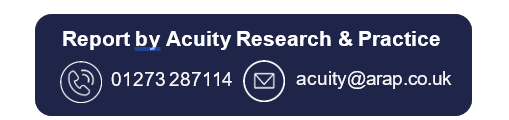 Report by Acuity Research & Practice
01273 287114 acuity@arap.co.uk